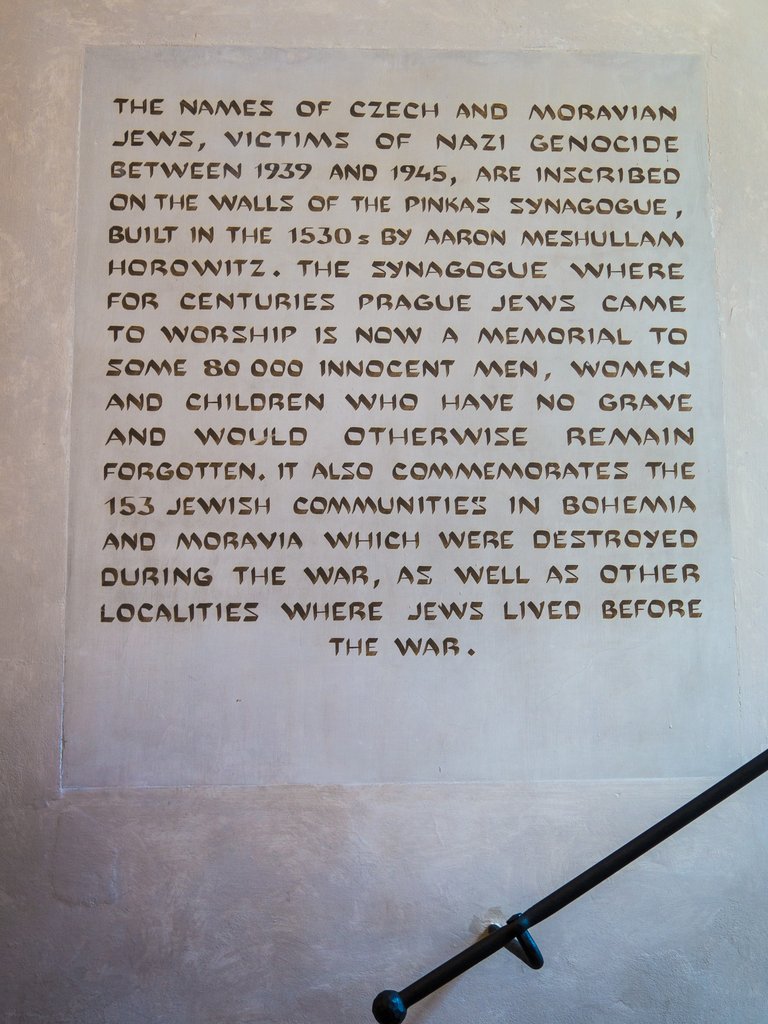 THE NAMES OF CZECH AND MORAVIAN
JEWS, VICTIMS OF NAZI GENOCIDE
BETWEEN 1939 AND 1945, ARE INSCRIBED
ON THE WALLS OF THE PINKAS SYNAGOGUE,
BUILT IN THE 1530s BY AARON MESHULLAM
HOROWITZ. THE SYNAGOGUE WHERE
FOR CENTURIES PRAGUE JEWS CAME
TO WORSHIP IS NOW A MEMORIAL TO
SOME 80 000 INNOCENT MEN, WOMEN
AND CHILDREN WHO HAVE NO GRAVE
AND WOULD OTHERWISE REMAIN
FORGOTTEN. IT ALSO COMMEMORATES THE
153 JEWISH COMMUNITIES IN BOHEMIA
AND MORAVIA WHICH WERE DESTROYED
DURING THE WAR, AS WELL AS OTHER
LOCALITIES WHERE JEWS LIVED BEFORE
THE WAR.